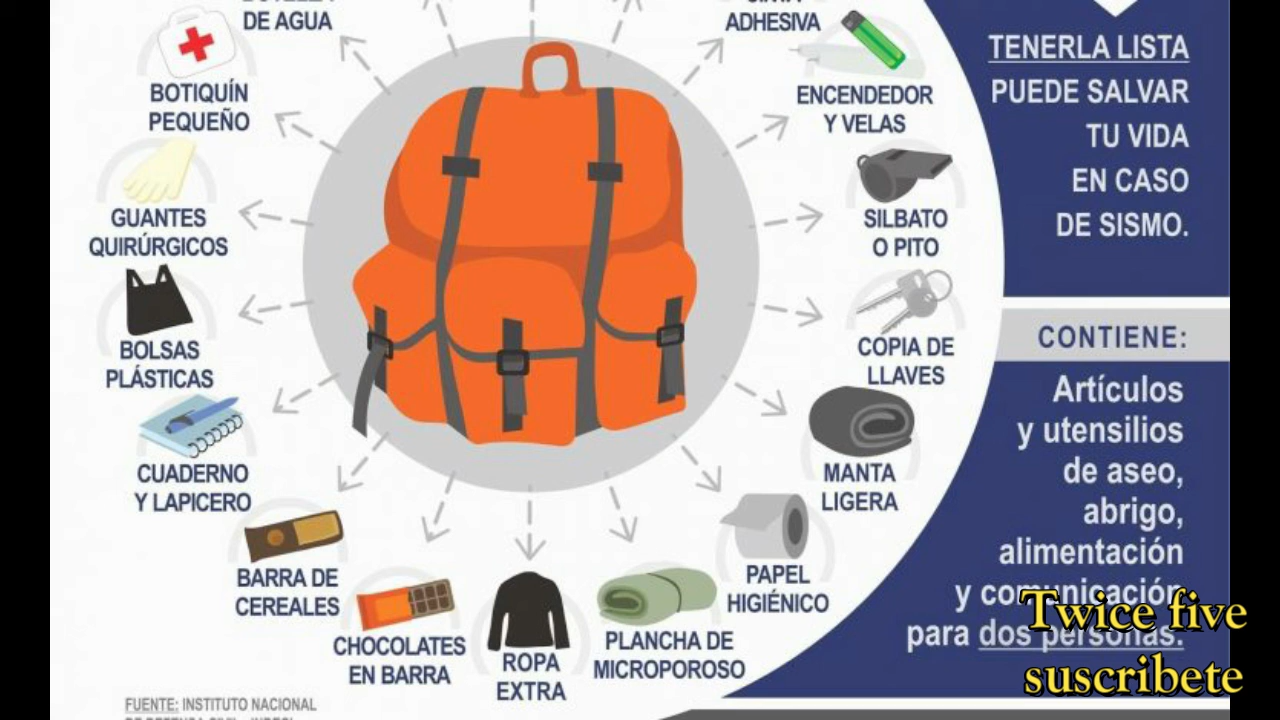 DE AGUA
ADHESIVA
BOTIQUÍN
PEQUEÑO
ENCENDEDOR
Y VELAS
GUANTES
QUIRÚRGICOS
SILBATO
O PITO
BOLSAS
PLÁSTICAS
COPIA DE
LLAVES
CUADERNO
Y LAPICERO
MANTA
LIGERA
BARRA DE
CEREALES
PAPEL
HIGIÉNICO
CHOCOLATES
EN BARRA
ROPA
EXTRA
PLANCHA DE
MICROPOROSO
FUENTE: INSTITUTO NACIONAL
TENERLA LISTA
PUEDE SALVAR
TU VIDA
EN CASO
DE SISMO.
CONTIENE:
Artículos
y utensilios
de aseo,
abrigo,
alimentación
y comunicación
para dos personas.
Twice five
suscribete